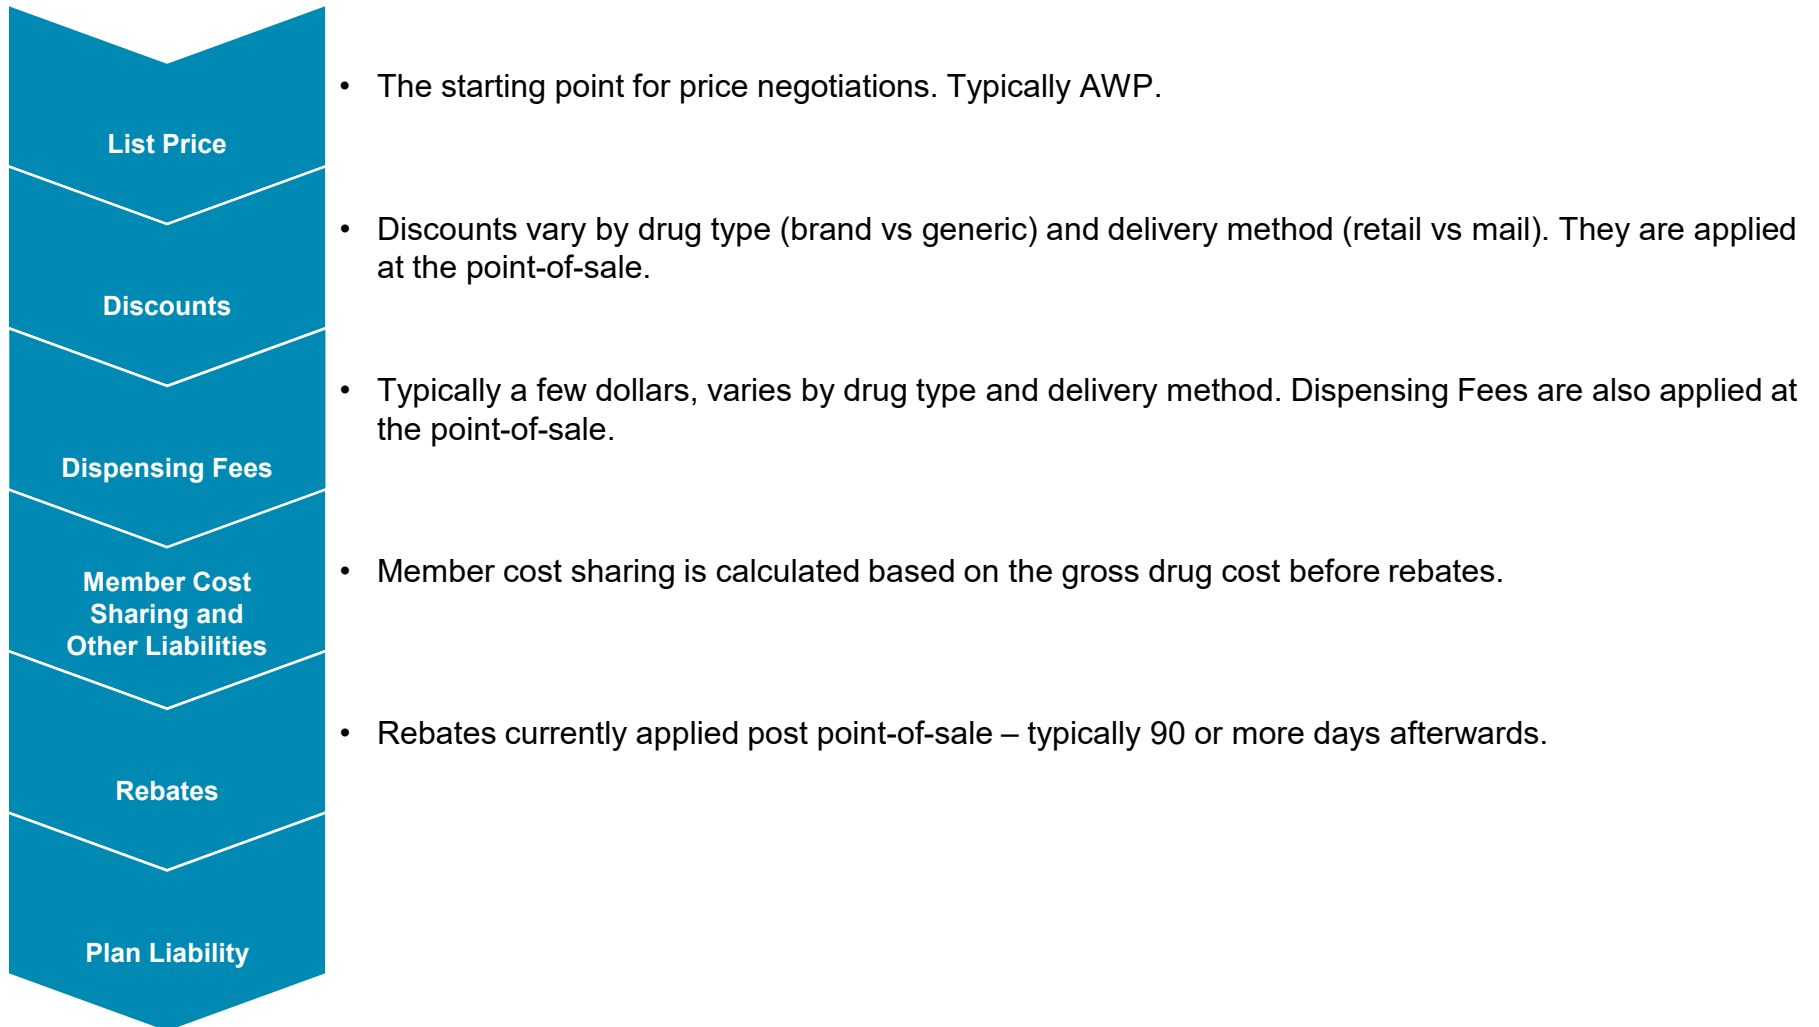 List Price
• The starting point for price negotiations. Typically AWP.
Discounts
• Discounts vary by drug type (brand vs generic) and delivery method (retail vs mail). They are applied
at the point-of-sale.
Dispensing Fees
• Typically a few dollars, varies by drug type and delivery method. Dispensing Fees are also applied at
the point-of-sale.
Member Cost
Sharing and
Other Liabilities
• Member cost sharing is calculated based on the gross drug cost before rebates.
Rebates
• Rebates currently applied post point-of-sale – typically 90 or more days afterwards.
Plan Liability